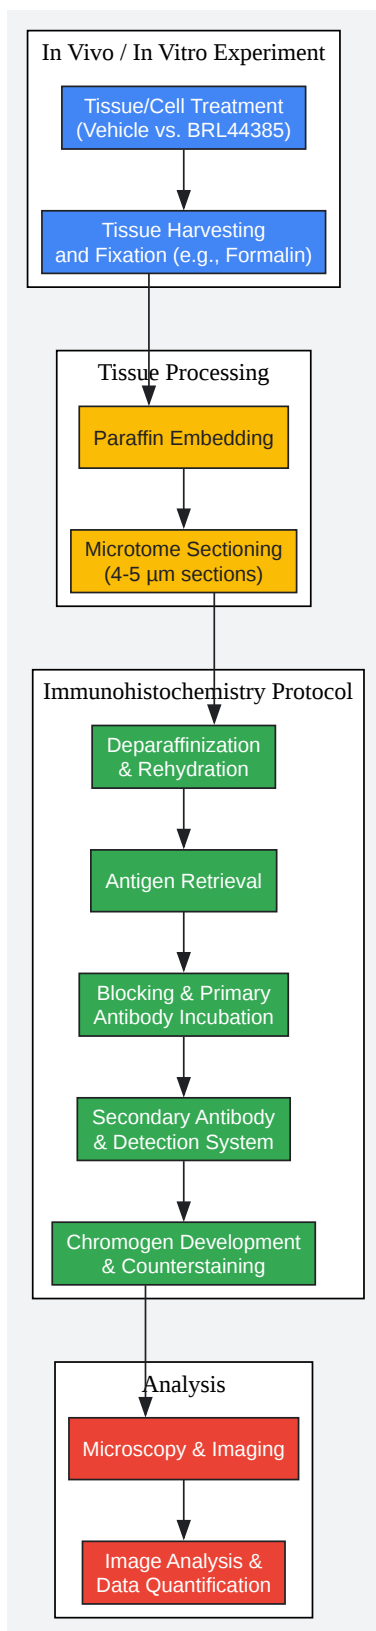 In Vivo / In Vitro Experiment
Tissue/Cell Treatment
(Vehicle vs. BRL44385)
Tissue Harvesting
and Fixation (e.g., Formalin)
Tissue Processing
Paraffin Embedding
Microtome Sectioning
(4-5 µm sections)
Immunohistochemistry Protocol
Deparaffinization
& Rehydration
Antigen Retrieval
Blocking & Primary
Antibody Incubation
Secondary Antibody
& Detection System
Chromogen Development
& Counterstaining
Analysis
Microscopy & Imaging
Image Analysis &
Data Quantification